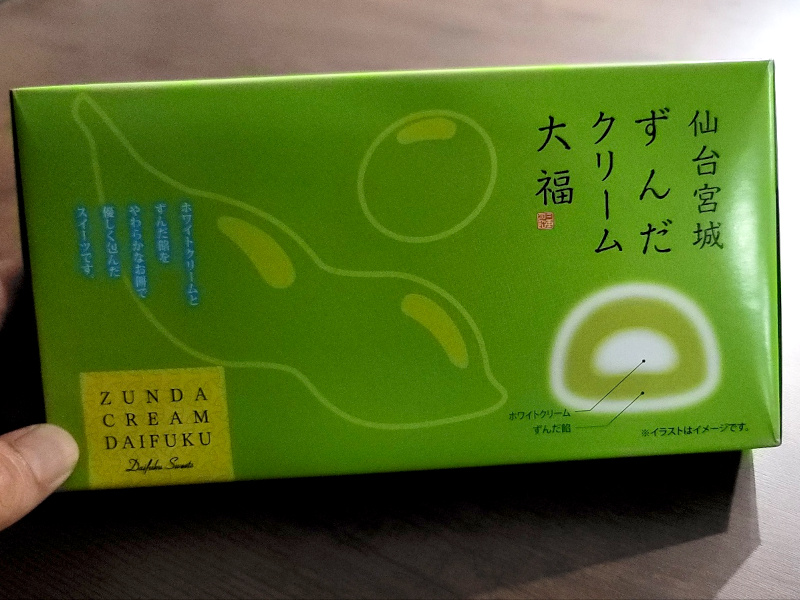 仙台宮城
ずんだ
クリーム
大福
ホワイトクリームと
ずんだ餡を
やわらかなお餅で
優しく包んだ
スイーツです。
ホワイトクリーム
ずんだ餡
※イラストはイメージです。
ZUNDA
CREAM
DAIFUKU
Daifuku Sweets